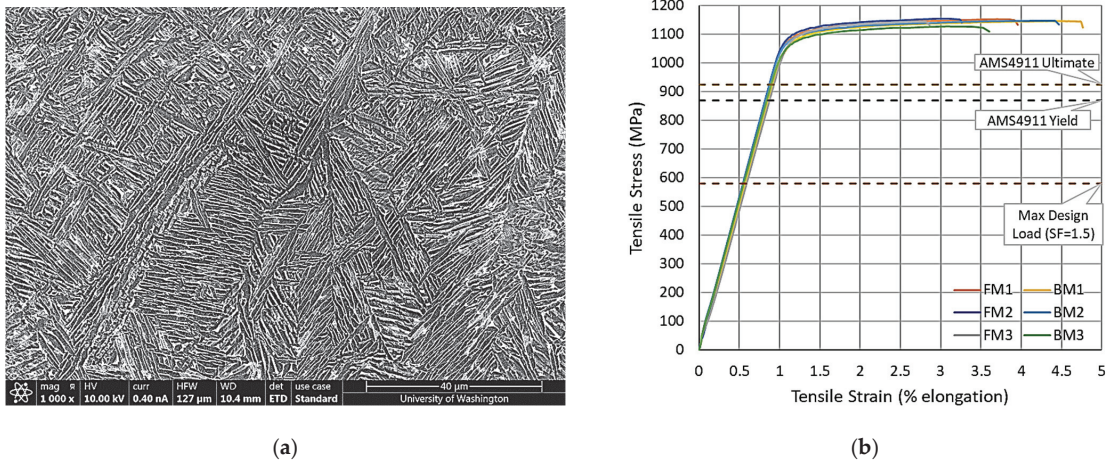 mag HV curr HFW WD det use case
1 000 x 10.00 kV 0.40 nA 127 µm 10.4 mm ETD Standard
40 µm
University of Washington
(a)
Tensile Stress (MPa)
1200
1100
1000
900
800
700
600
500
400
300
200
100
0
AMS4911 Ultimate
AMS4911 Yield
Max Design
Load (SF=1.5)
FM1 BM1
FM2 BM2
FM3 BM3
0 0.5 1 1.5 2 2.5 3 3.5 4 4.5 5
Tensile Strain (% elongation)
(b)